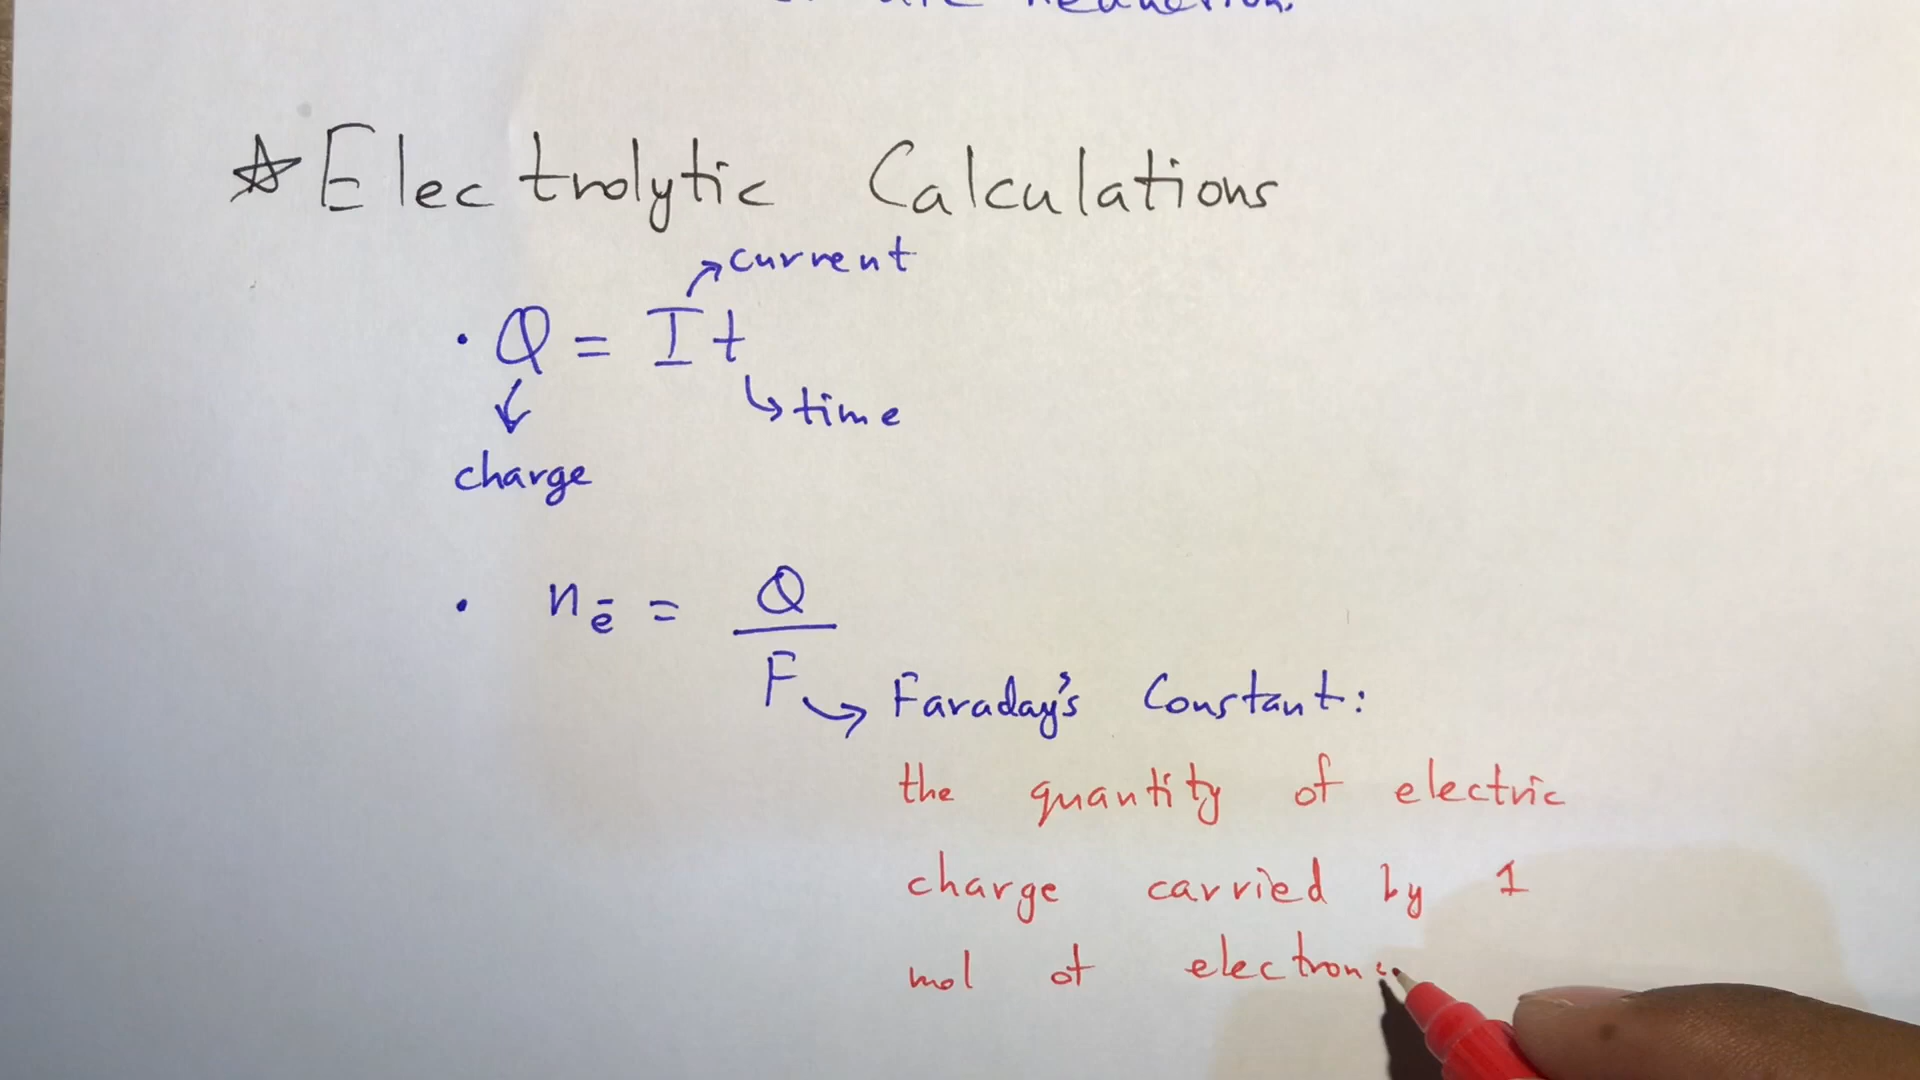 ☆ Electrolytic Calculations
current
• Q = It
time
charge
• nē = Q/F
Faraday's Constant:
the quantity of electric
charge carried by 1
mol of electrons